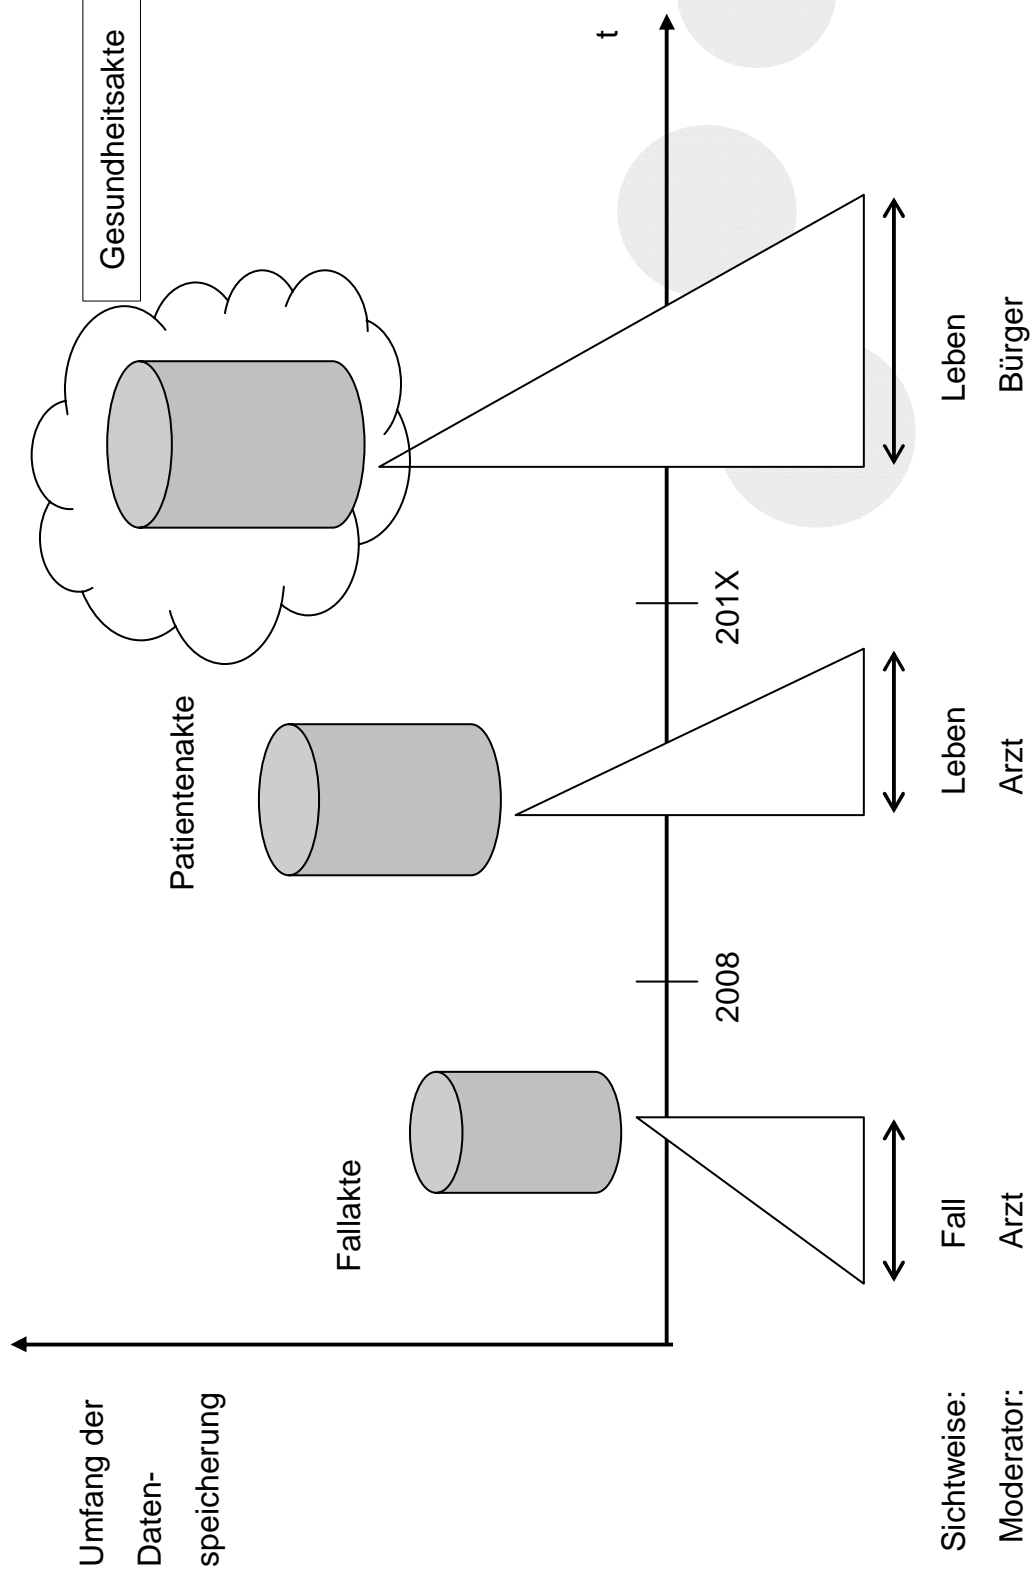 Umfang der
Daten-
speicherung
Gesundheitsakte
Patientenakte
Fallakte
t
2008
201X
Sichtweise:
Fall
Leben
Leben
Moderator:
Arzt
Arzt
Bürger